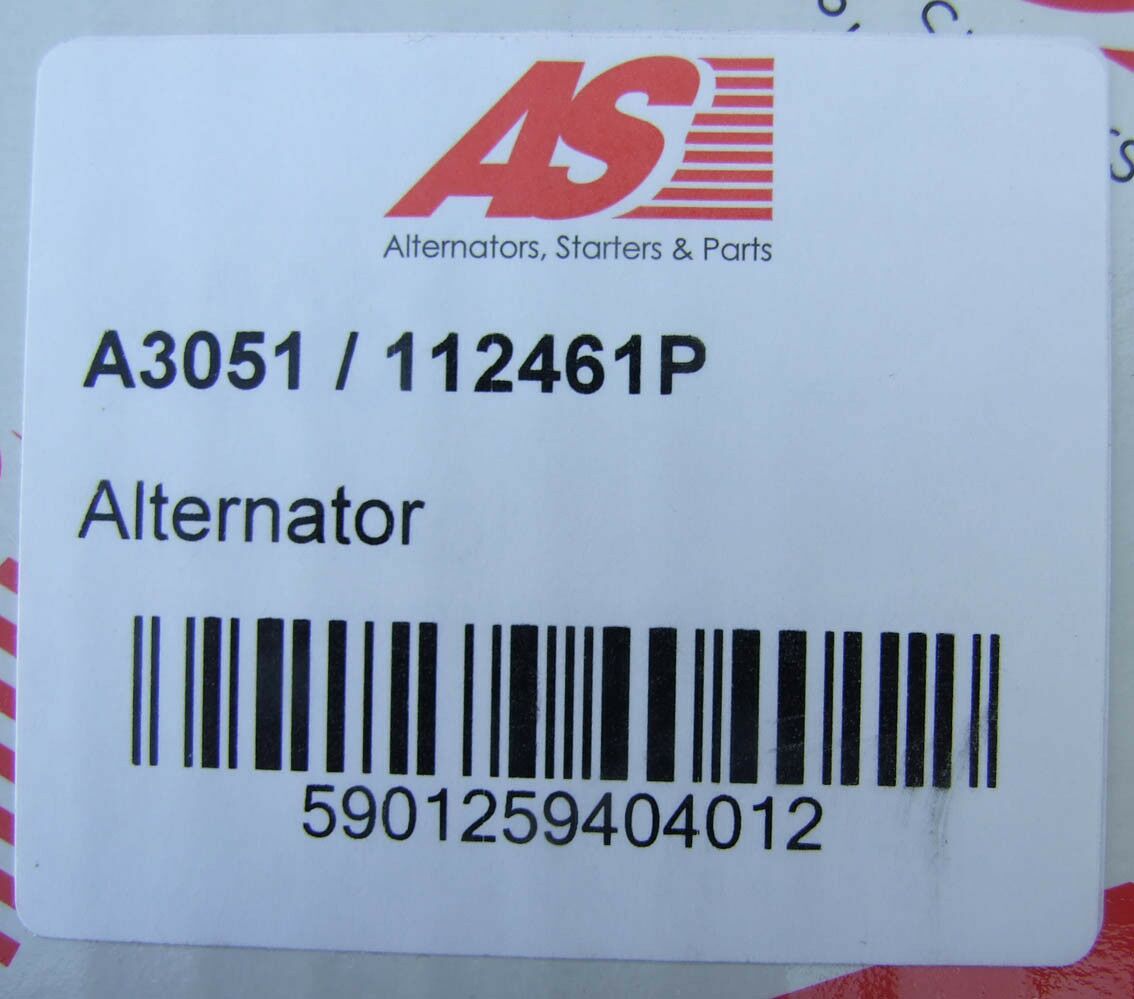 AS
Alternators, Starters & Parts
A3051 / 112461P
Alternator
5901259404012